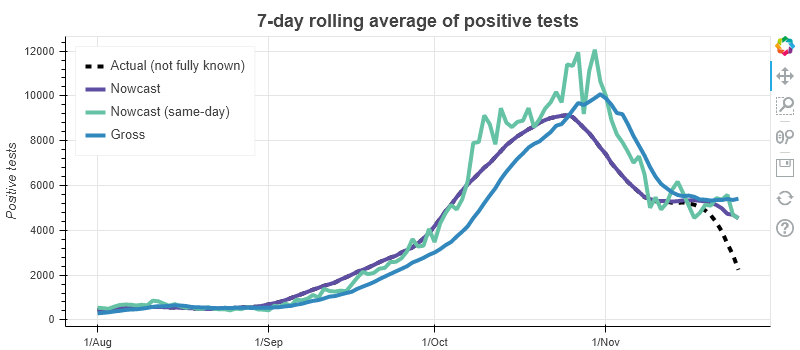 7-day rolling average of positive tests
12000
10000
8000
6000
4000
2000
0
Positive tests
Actual (not fully known)
Nowcast
Nowcast (same-day)
Gross
1/Aug
1/Sep
1/Oct
1/Nov